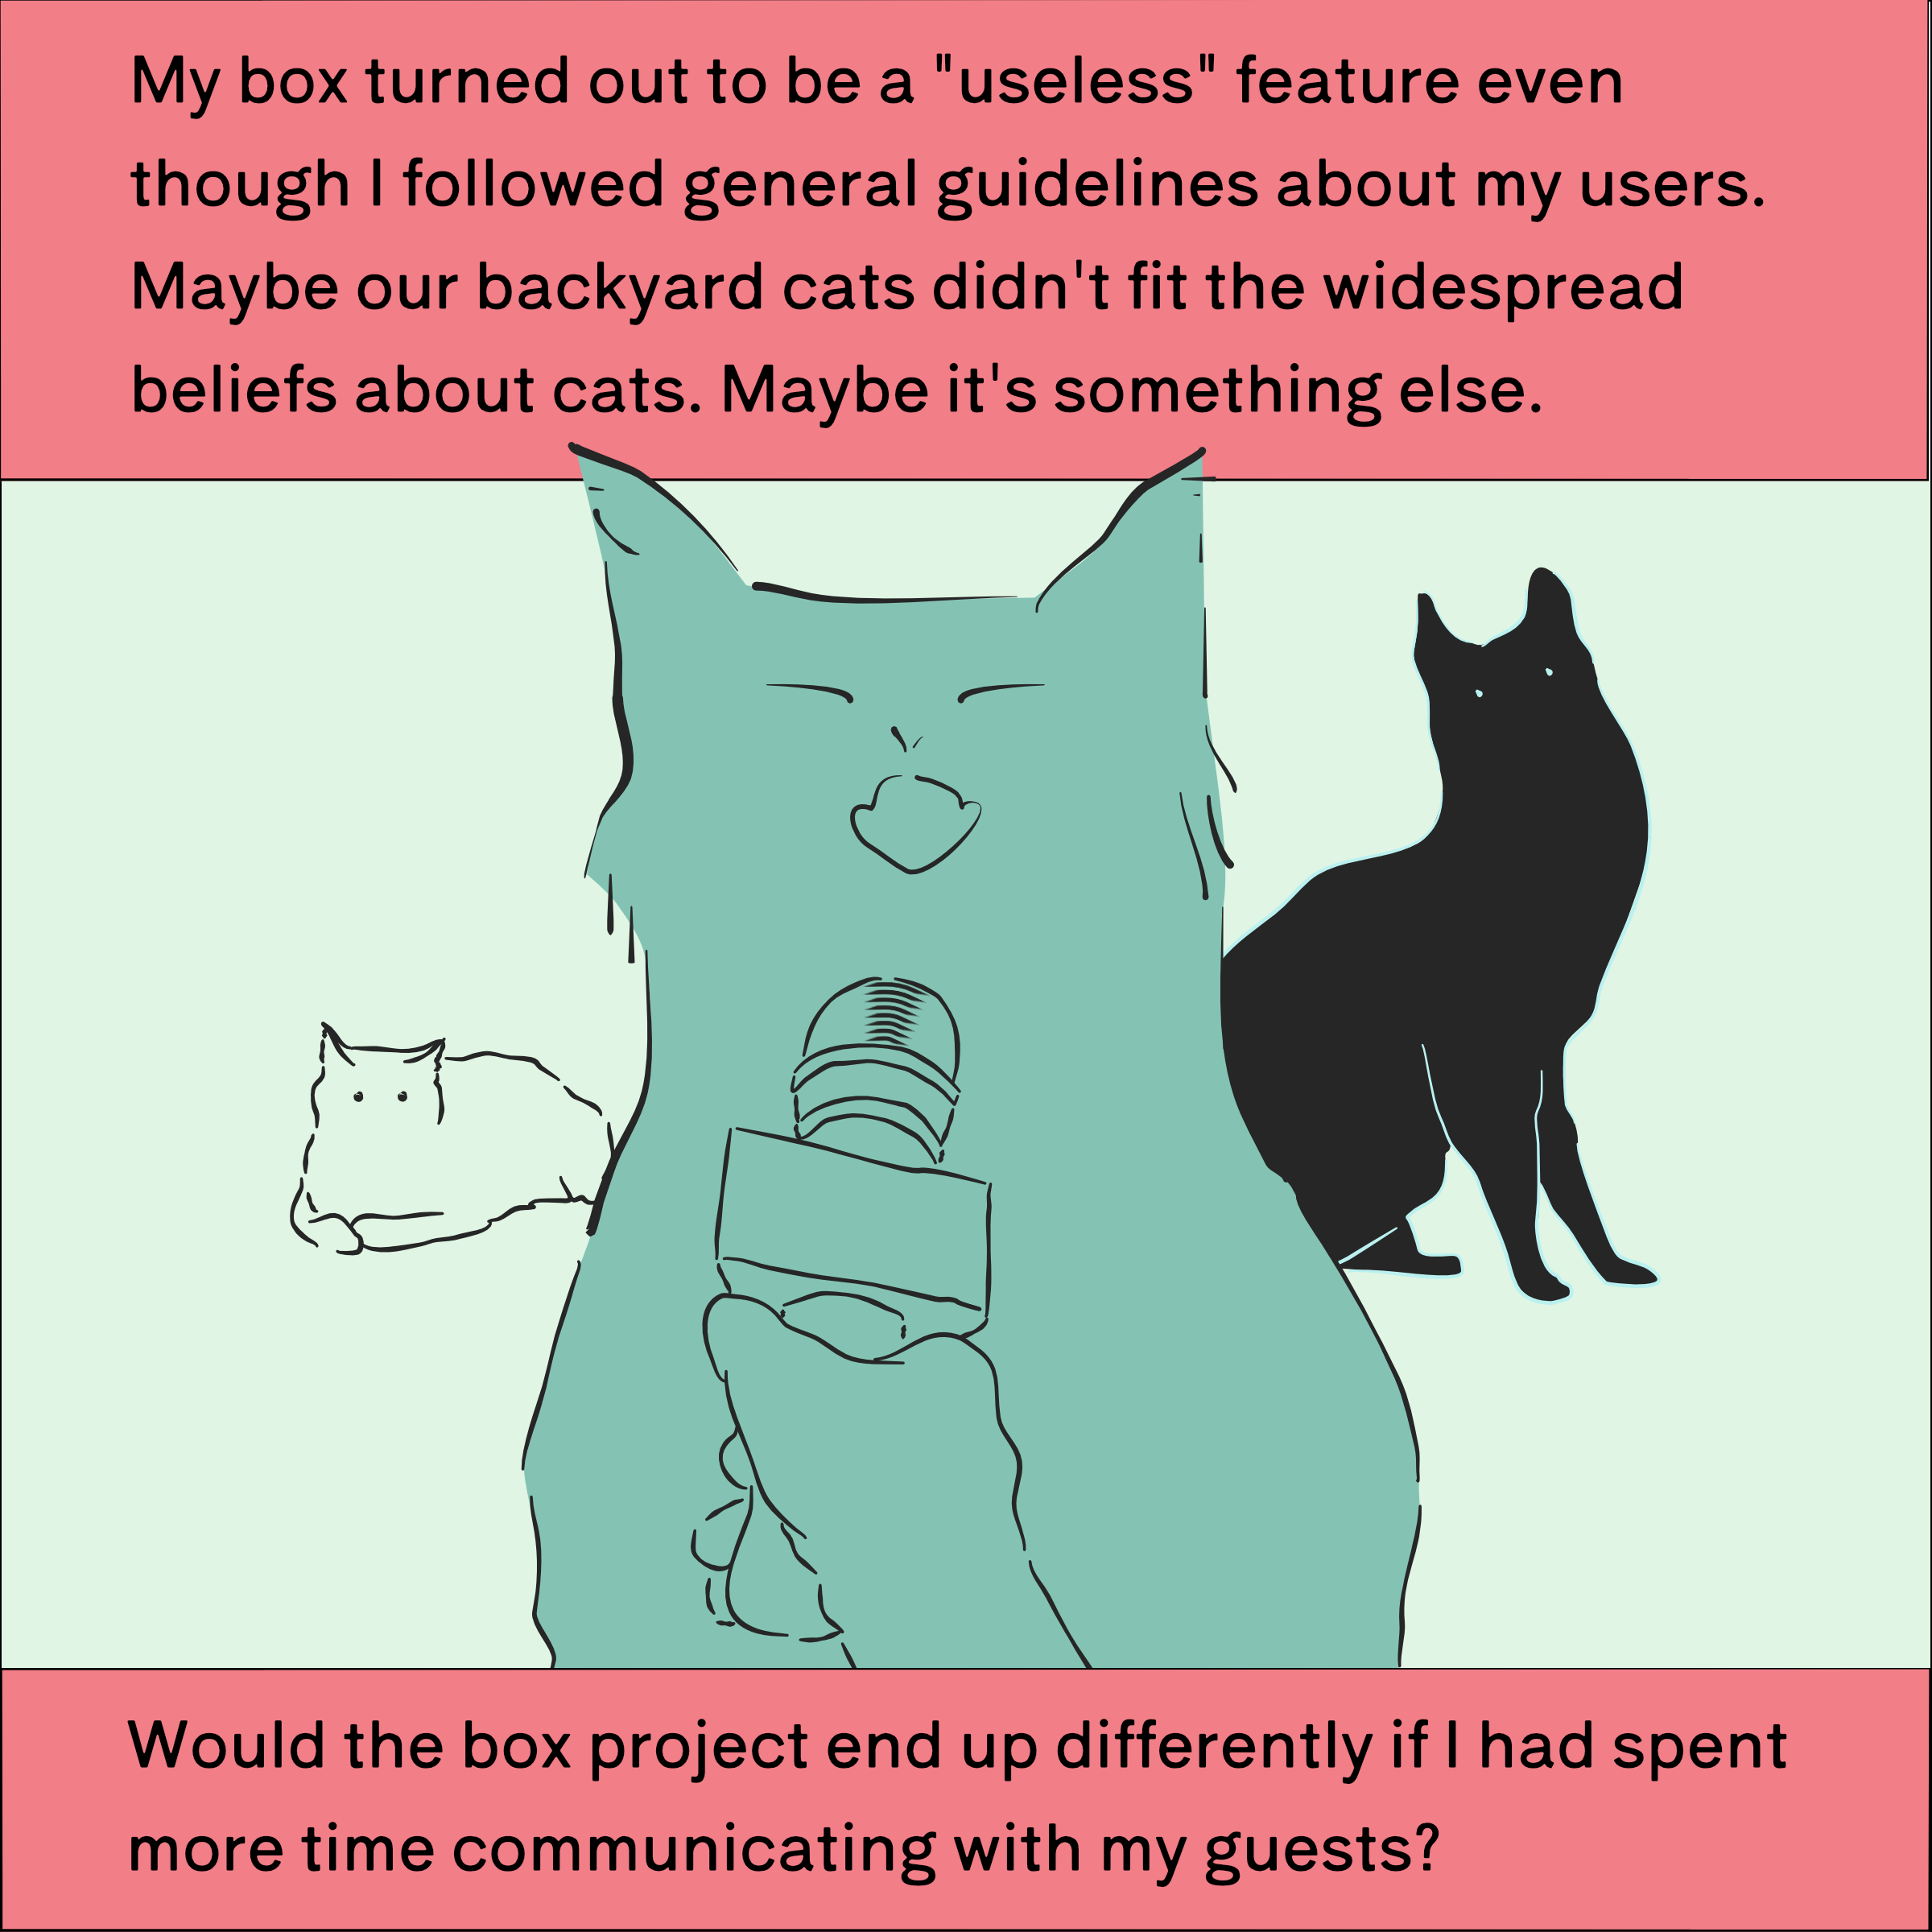 My box turned out to be a "useless" feature even
though I followed general guidelines about my users.
Maybe our backyard cats didn't fit the widespread
beliefs about cats. Maybe it's something else.
Would the box project end up differently if I had spent
more time communicating with my guests?